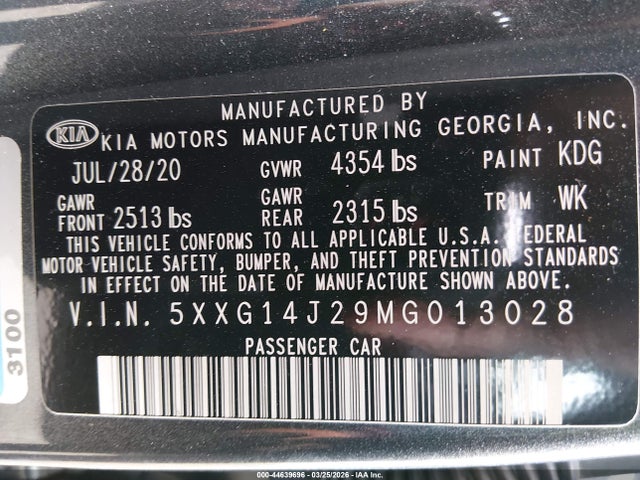 MANUFACTURED BY
KIA KIA MOTORS MANUFACTURING GEORGIA, INC.
JUL/28/20 GVWR 4354 lbs PAINT KDG
GAWR FRONT 2513 lbs GAWR REAR 2315 lbs TRIM WK
THIS VEHICLE CONFORMS TO ALL APPLICABLE U.S.A. FEDERAL
MOTOR VEHICLE SAFETY, BUMPER, AND THEFT PREVENTION STANDARDS
IN EFFECT ON THE DATE OF MANUFACTURE SHOWN ABOVE.
V.I.N. 5XXG14J29MG013028
PASSENGER CAR
3100
000-44639696 - 03/25/2026 - IAA Inc.